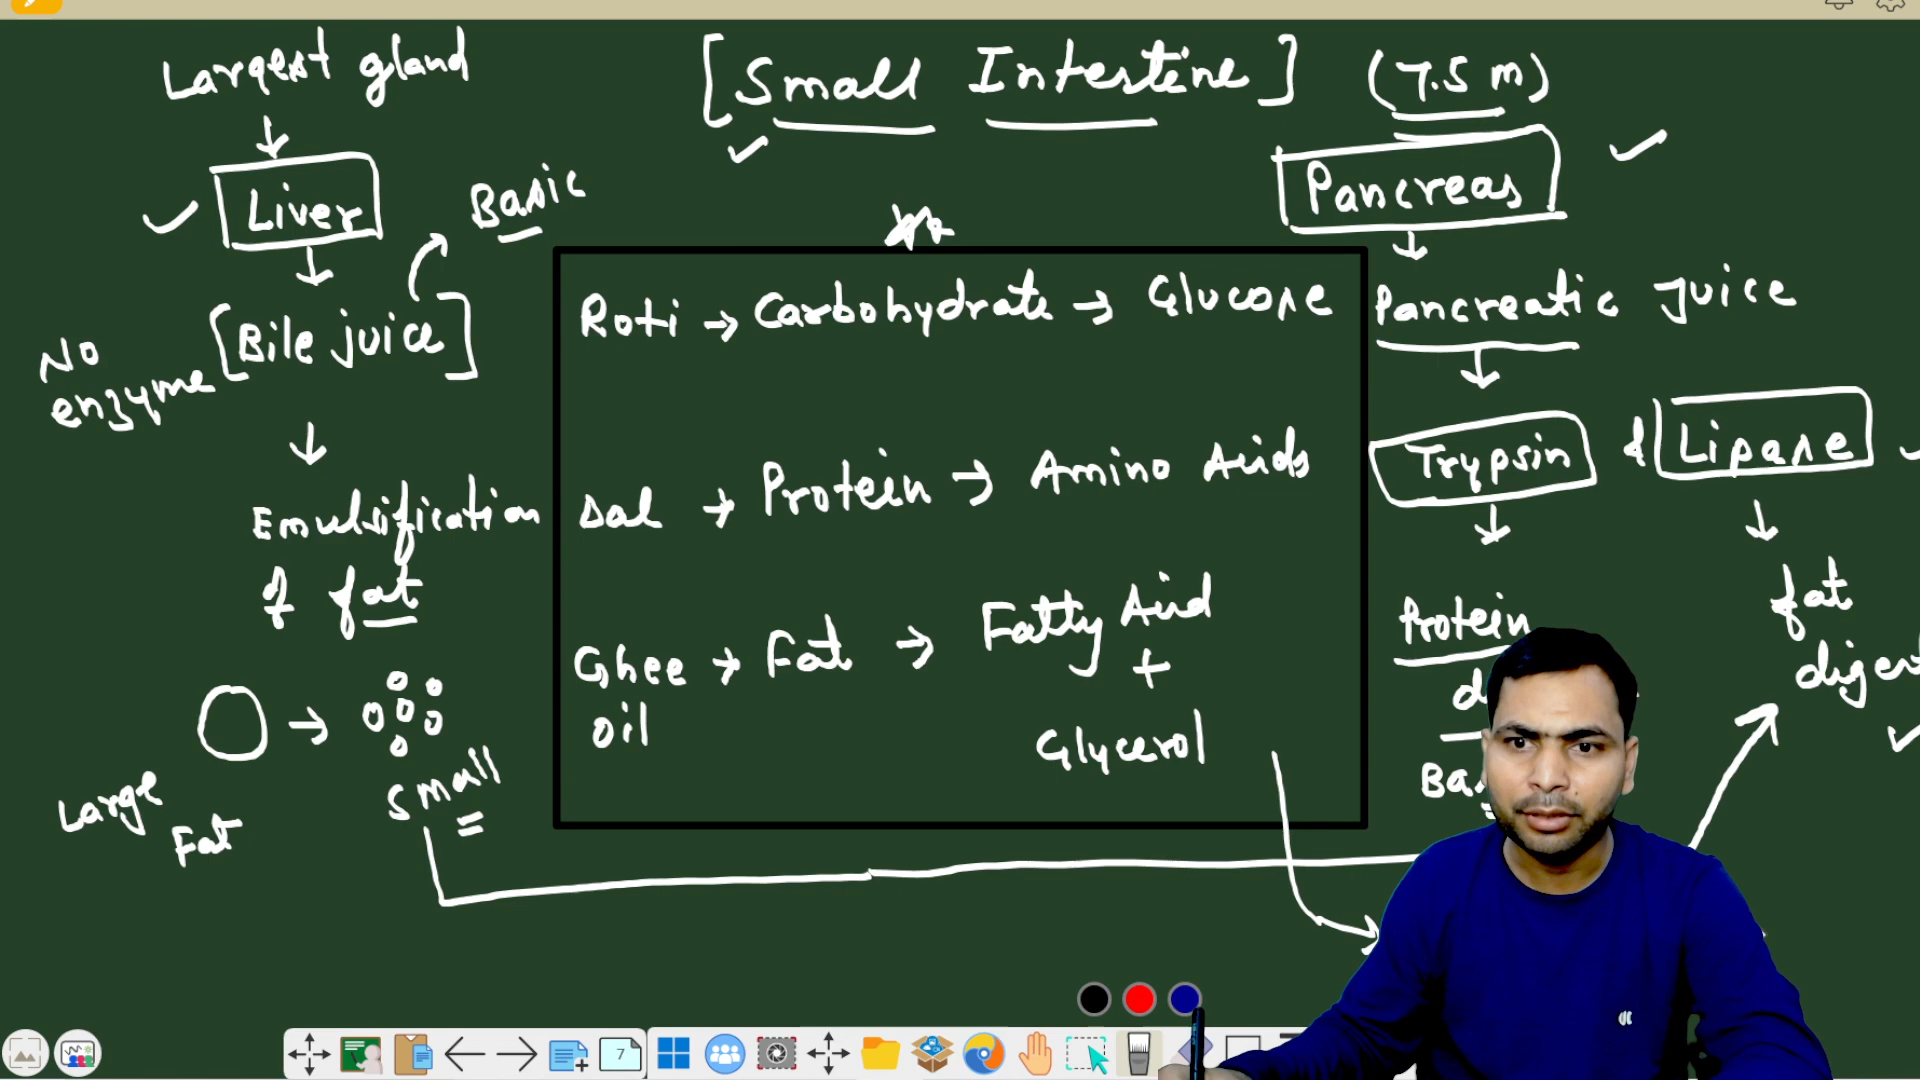 Largest gland
[Small Intestine] (7.5 m)
Liver
Basic
Pancreas
No
enzyme
[Bile juice]
Roti → Carbohydrate → Glucose
Pancreatic Juice
Trypsin & Lipase
Emulsification
of fat
Dal → Protein → Amino Acids
Ghee → Fat → Fatty Acid
+
oil
Glycerol
Protein
fat
Large
Fat
Small
7